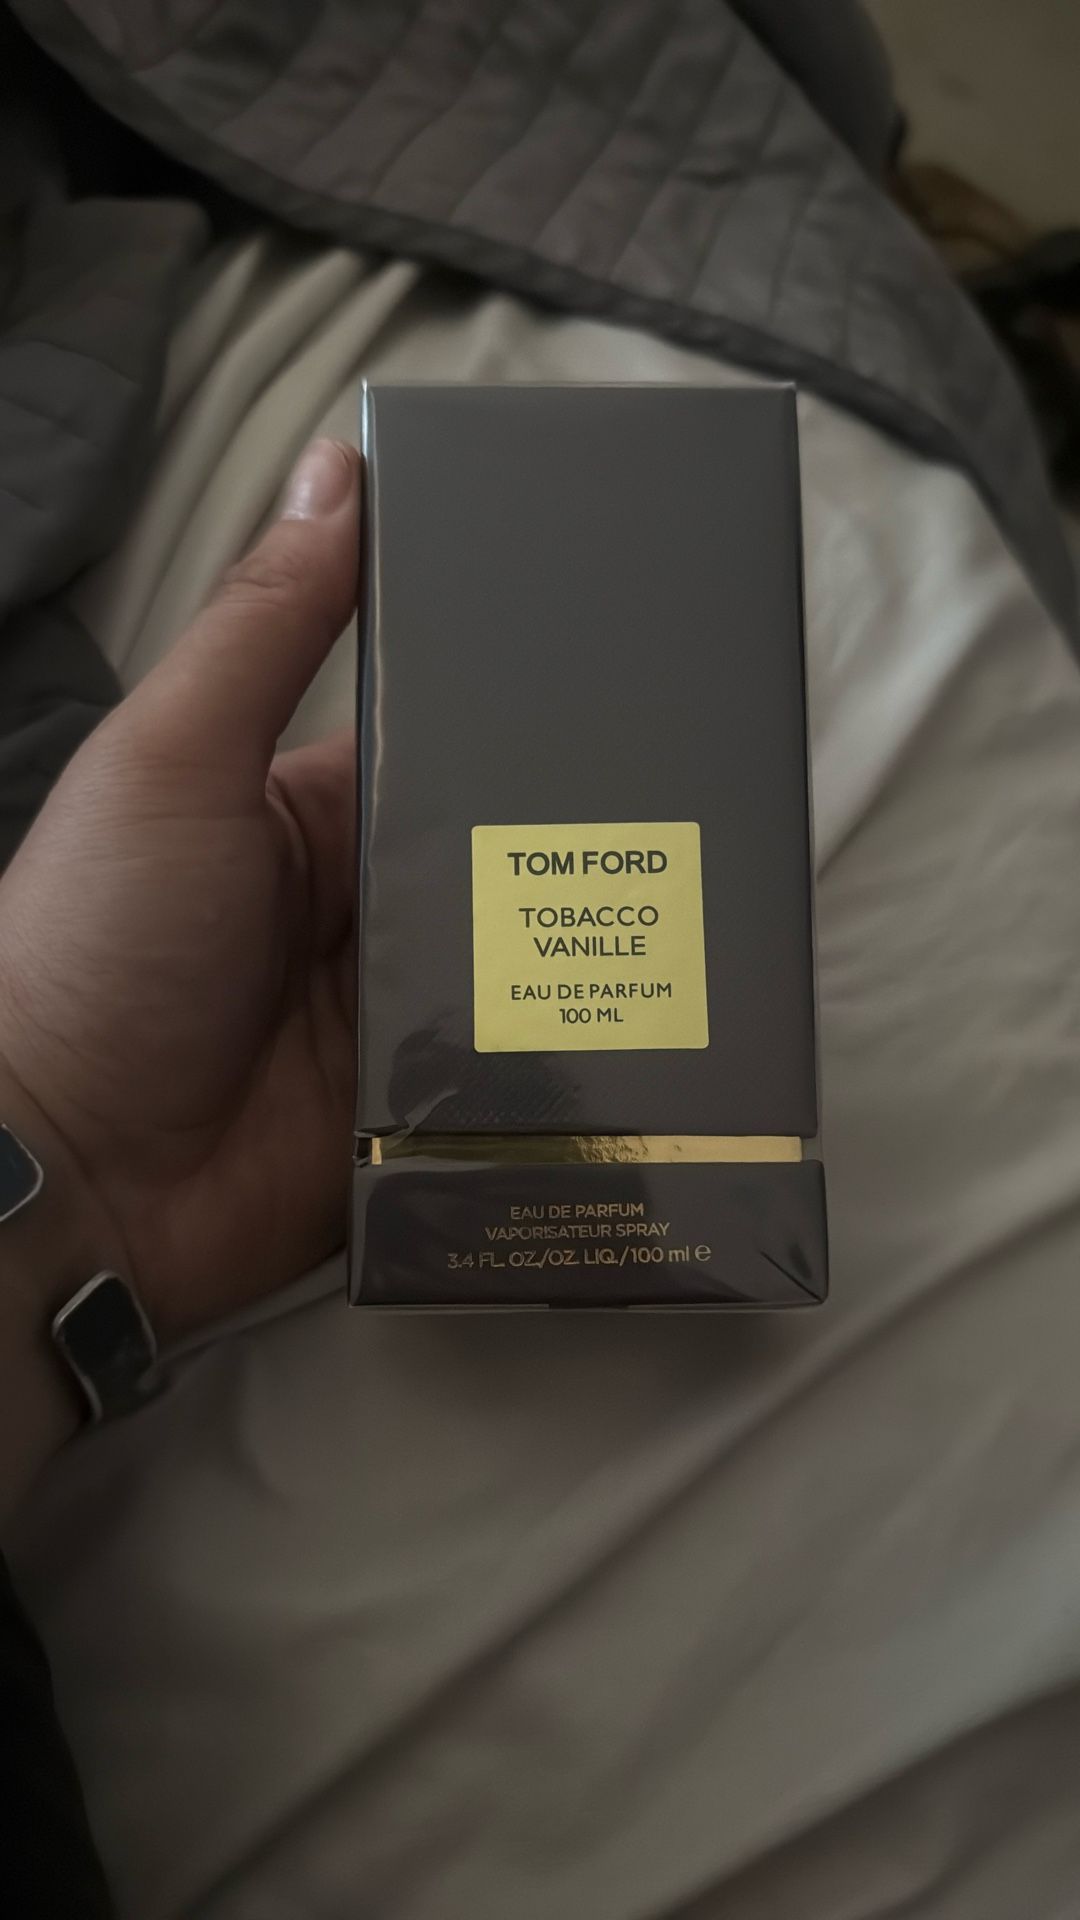 TOM FORD
TOBACCO
VANILLE
EAU DE PARFUM
100 ML
EAU DE PARFUM
VAPORISATEUR SPRAY
3.4 FL. OZ./OZ. LIQ./100 ml ℮